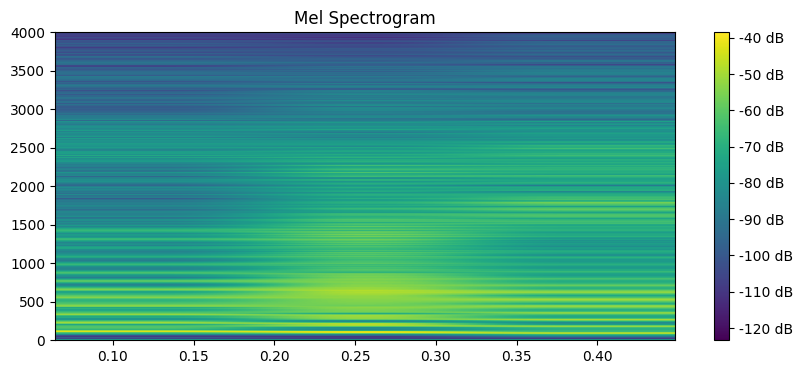 Mel Spectrogram
4000
3500
3000
2500
2000
1500
1000
500
0
0.10 0.15 0.20 0.25 0.30 0.35 0.40
-40 dB
-50 dB
-60 dB
-70 dB
-80 dB
-90 dB
-100 dB
-110 dB
-120 dB